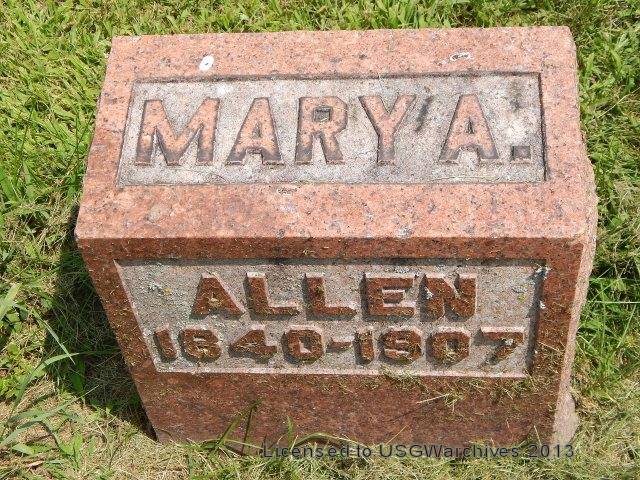 MARY A.
ALLEN
1840-1907
Licensed to USGWarchives 2013